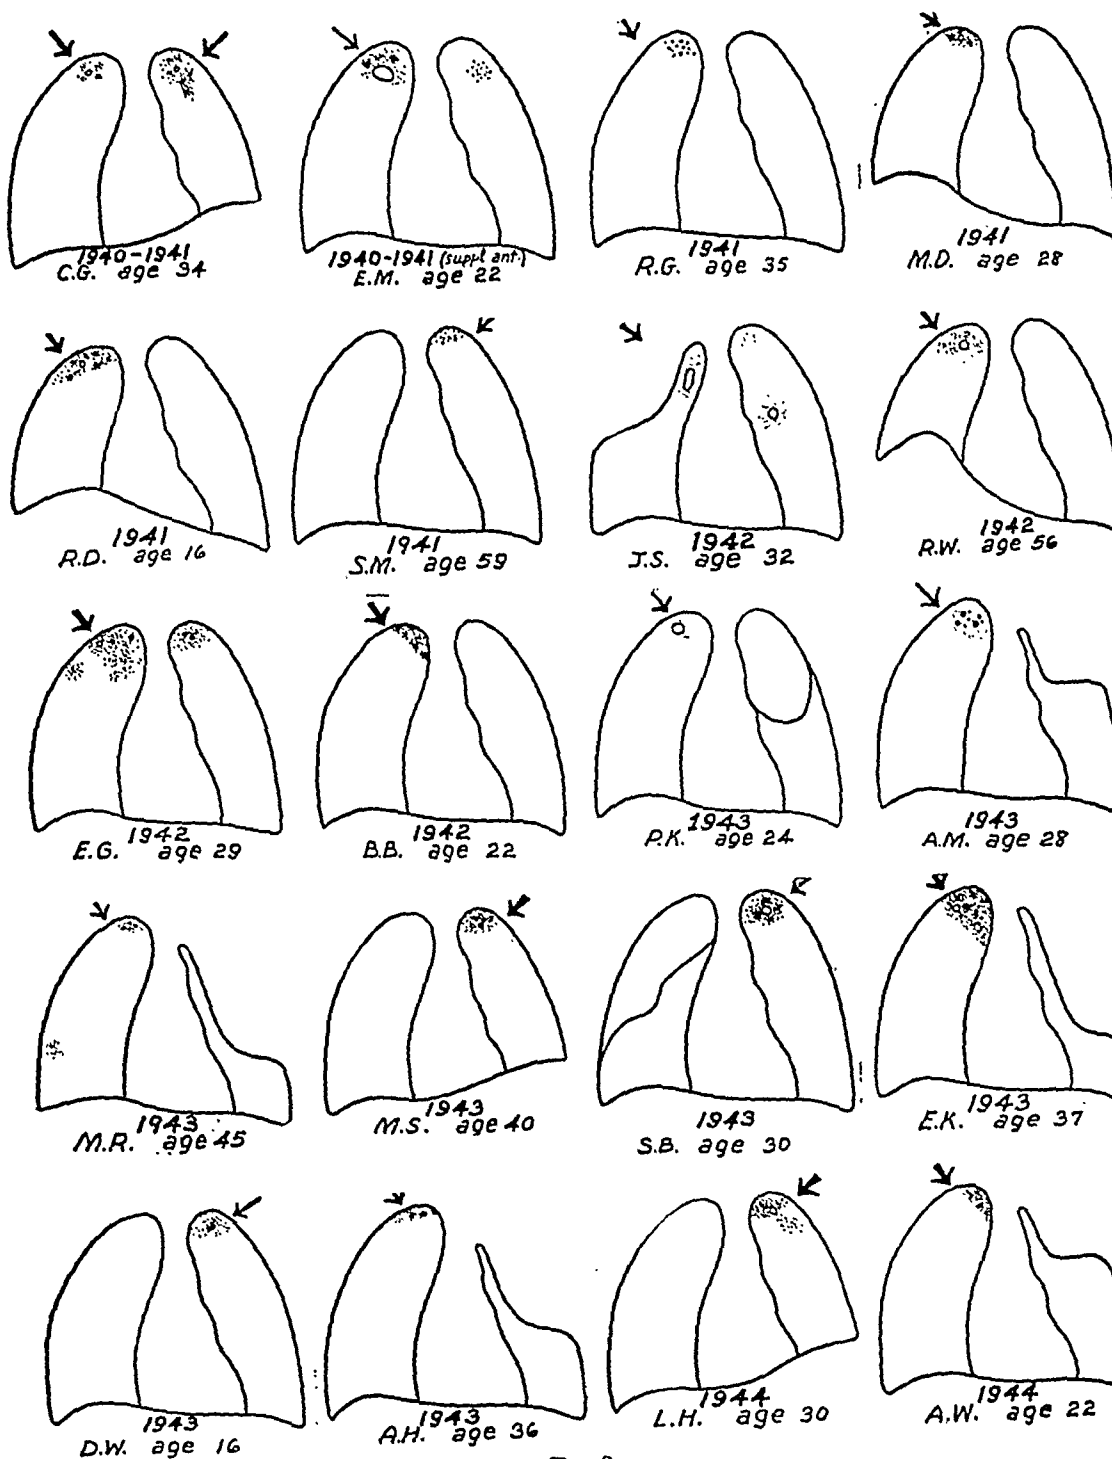 1940-1941
C.G. age 34
1940-1941 (suppl ant.)
E.M. age 22
1941
R.G. age 35
1941
M.D. age 28
1941
R.D. age 16
1941
S.M. age 59
1942
J.S. age 32
1942
R.W. age 56
1942
E.G. age 29
1942
B.B. age 22
1943
P.K. age 24
1943
A.M. age 28
1943
M.R. age 45
1943
M.S. age 40
1943
S.B. age 30
1943
E.K. age 37
1943
D.W. age 16
1943
A.H. age 36
1944
L.H. age 30
1944
A.W. age 22